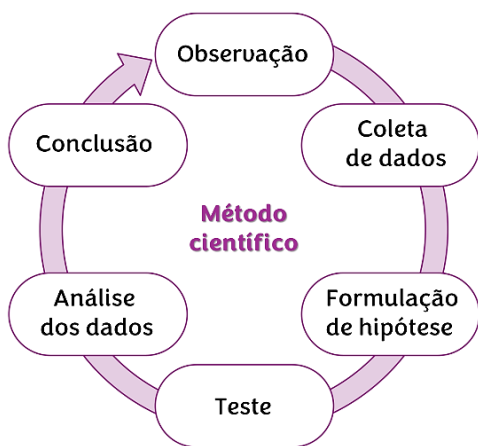 Observação
Coleta
de dados
Formulação
de hipótese
Teste
Análise
dos dados
Conclusão
Método
científico